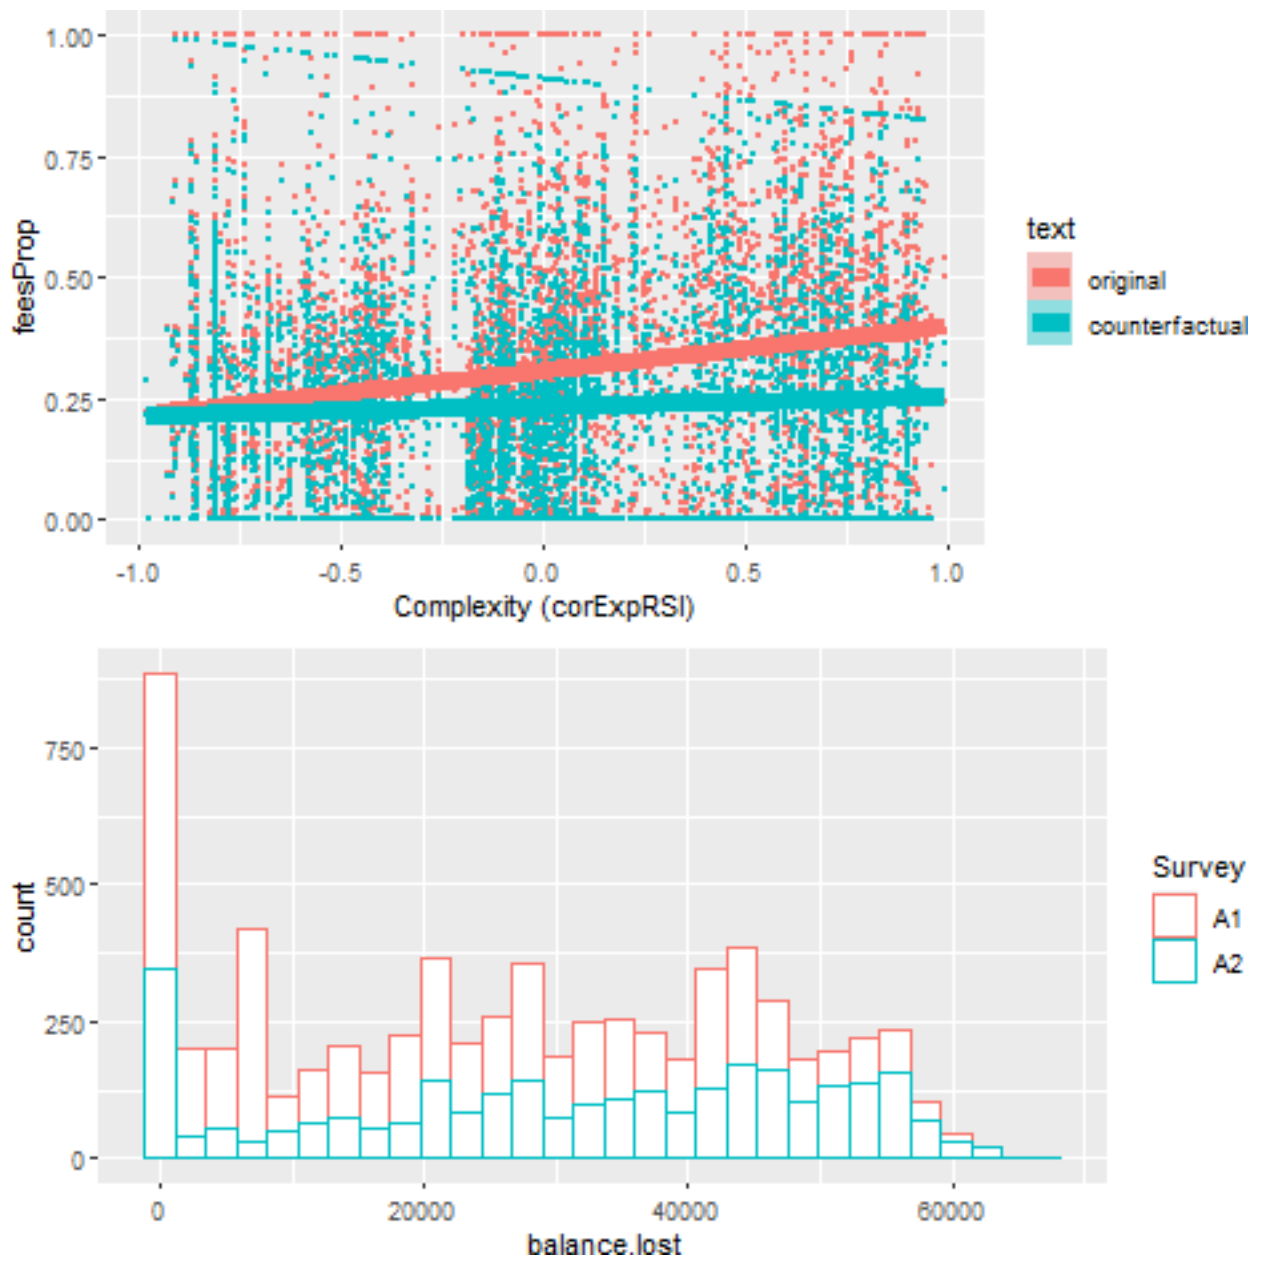 1.00
0.75
0.50
0.25
0.00
feesProp
-1.0 -0.5 0.0 0.5 1.0
Complexity (corExpRSI)
text
original
counterfactual
750
500
250
0
count
0 20000 40000 60000
balance.lost
Survey
A1
A2